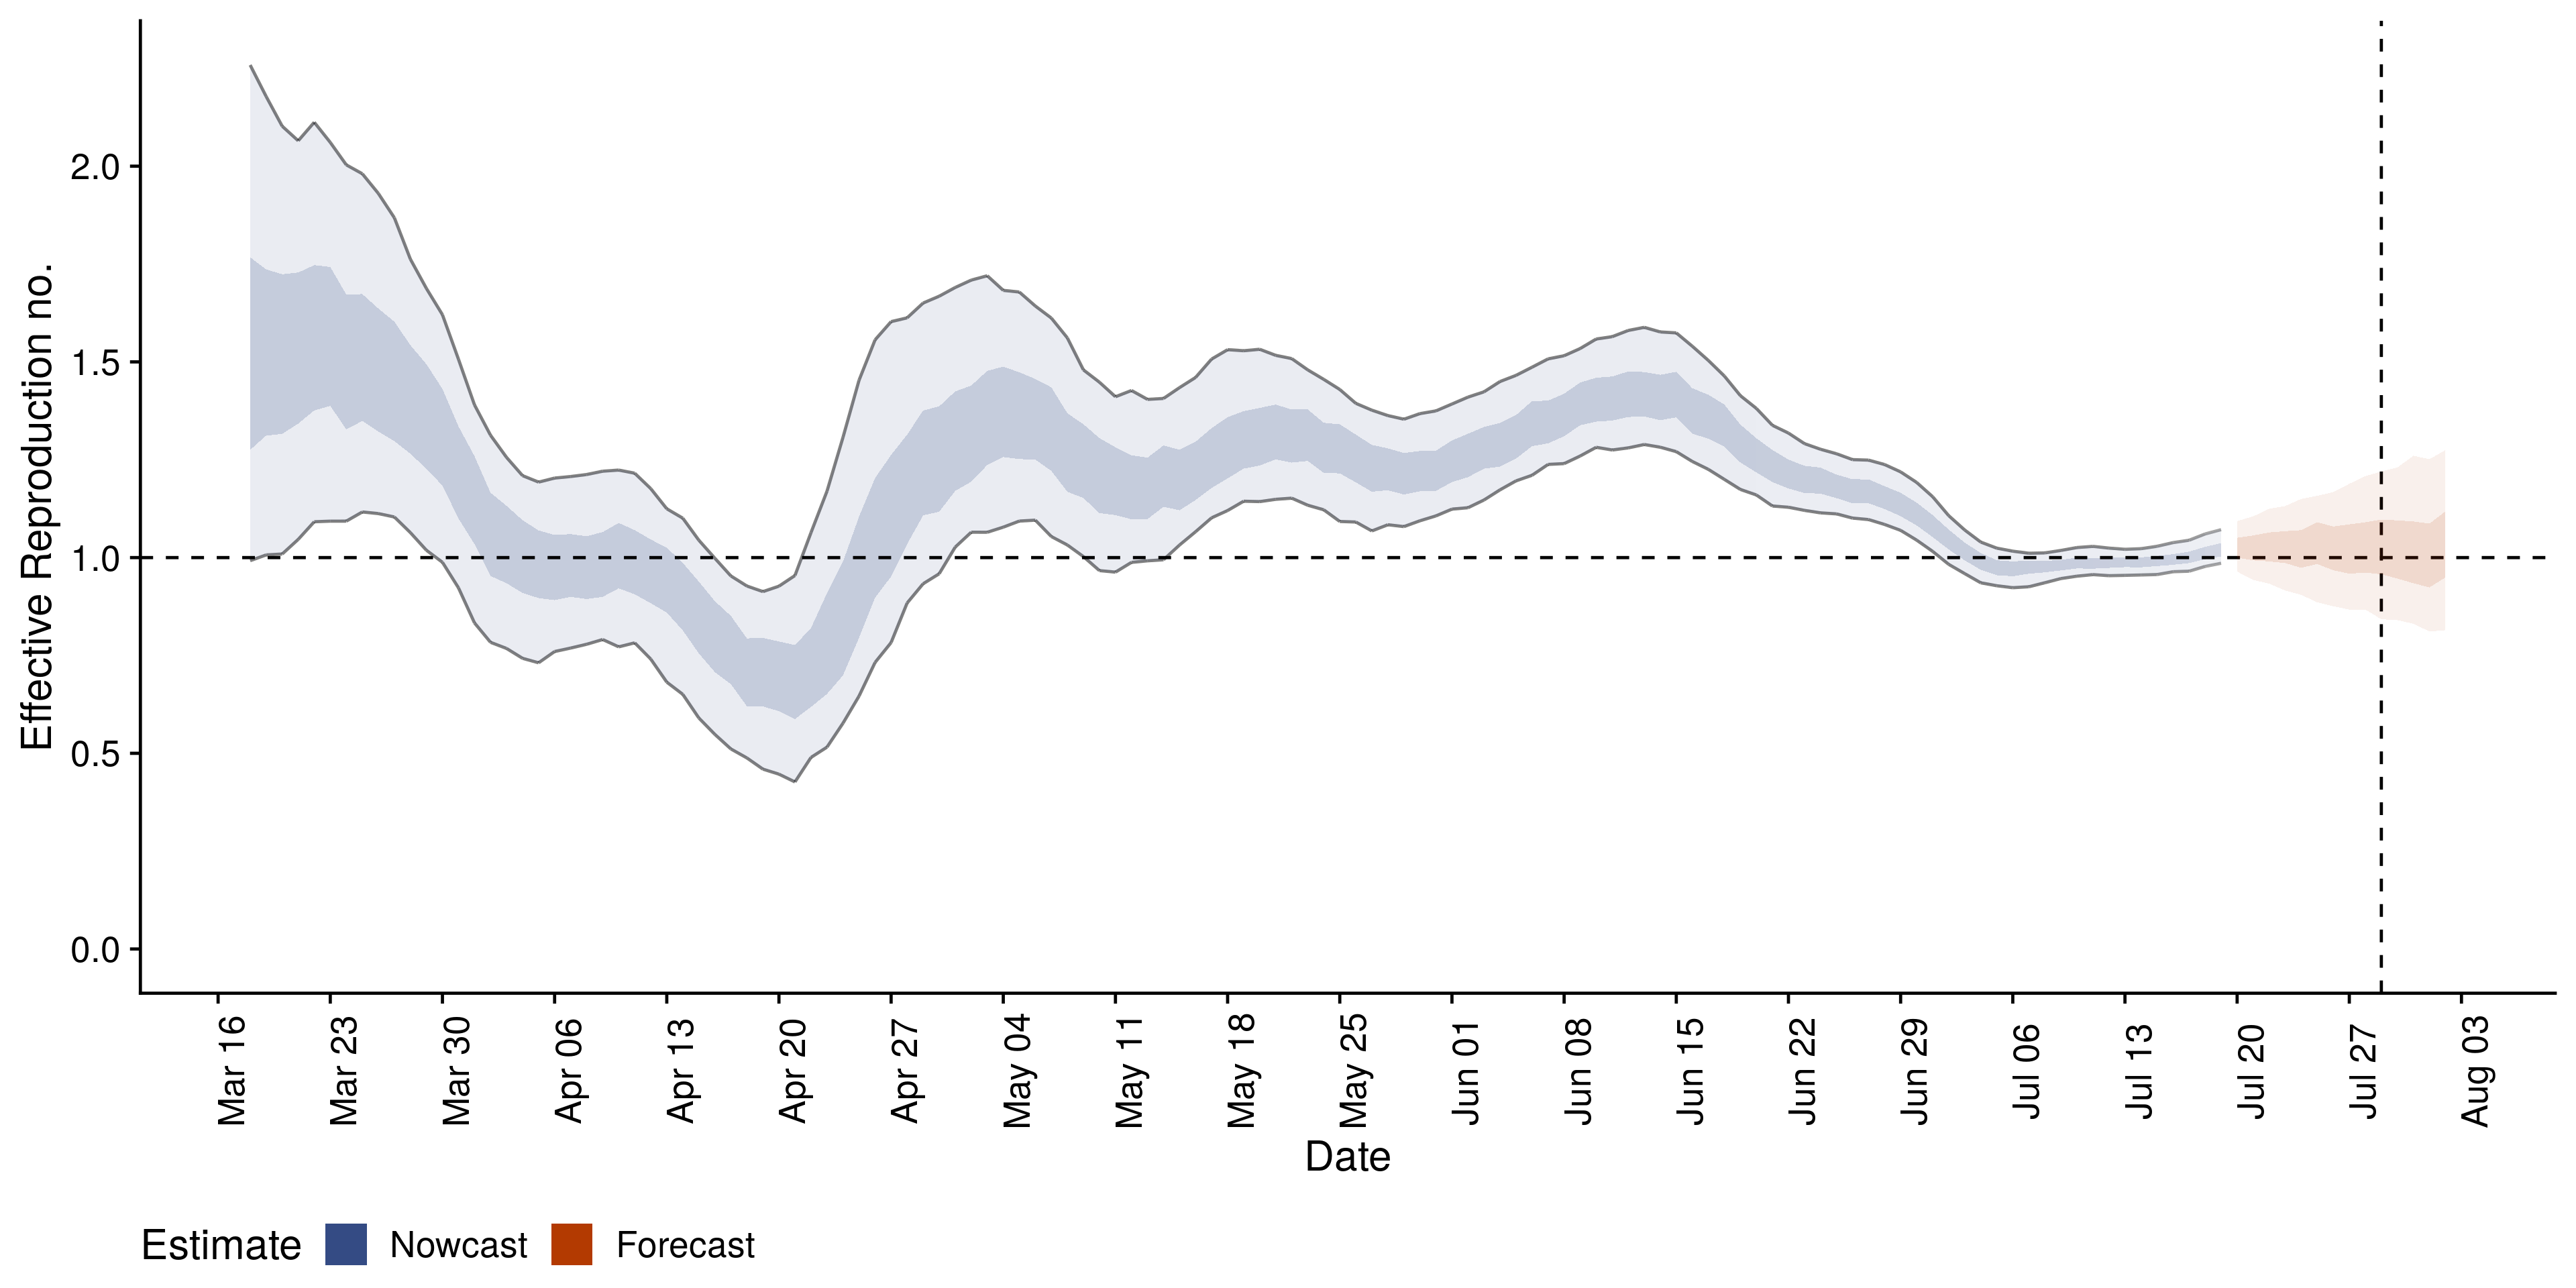 Effective Reproduction no.
2.0
1.5
1.0
0.5
0.0
Mar 16
Mar 23
Mar 30
Apr 06
Apr 13
Apr 20
Apr 27
May 04
May 11
May 18
May 25
Jun 01
Jun 08
Jun 15
Jun 22
Jun 29
Jul 06
Jul 13
Jul 20
Jul 27
Aug 03
Date
Estimate Nowcast Forecast